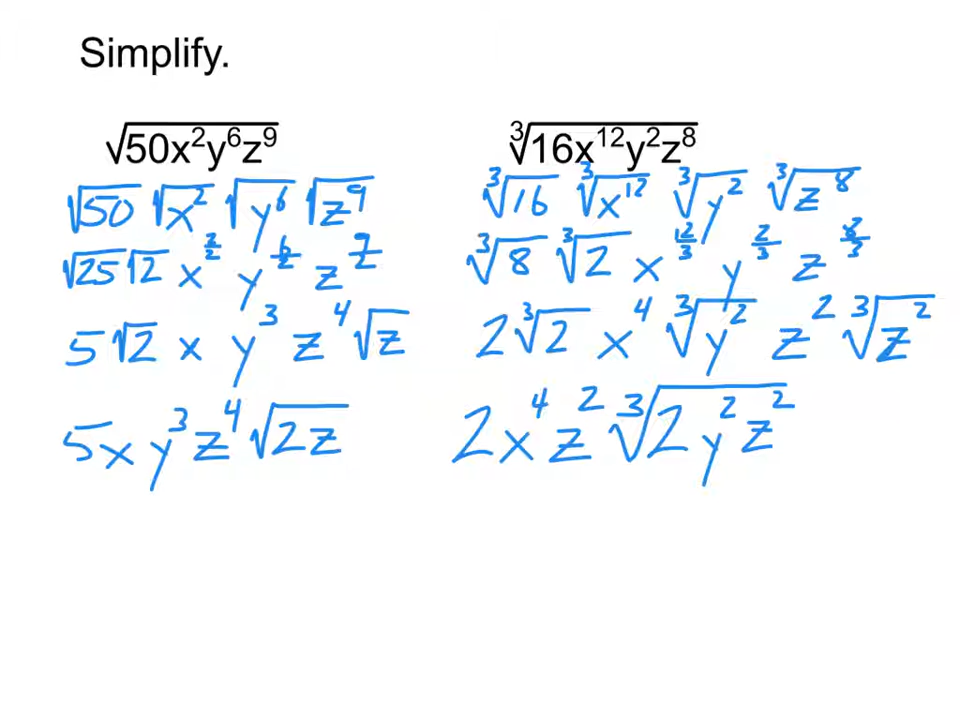 Simplify.
√50x²y⁶z⁹ ∛16x¹²y²z⁸
√50 √x² √y⁶ √z⁹ ∛16 ∛x¹² ∛y² ∛z⁸
√25 √2 x^(2/2) y^(6/2) z^(9/2) ∛8 ∛2 x^(12/3) y^(2/3) z^(8/3)
5√2 x y³ z⁴ √z 2∛2 x⁴ ∛y² z² ∛z²
5xy³z⁴√2z 2x⁴z²∛2y²z²